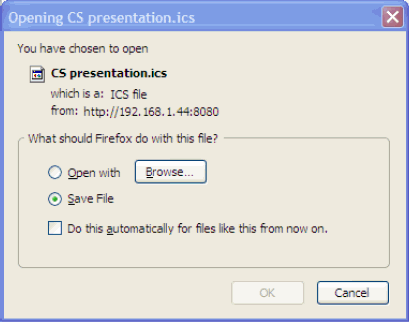 Opening CS presentation.ics
You have chosen to open
CS presentation.ics
which is a: ICS file
from: http://192.168.1.44:8080
What should Firefox do with this file?
Open with Browse...
Save File
Do this automatically for files like this from now on.
OK Cancel